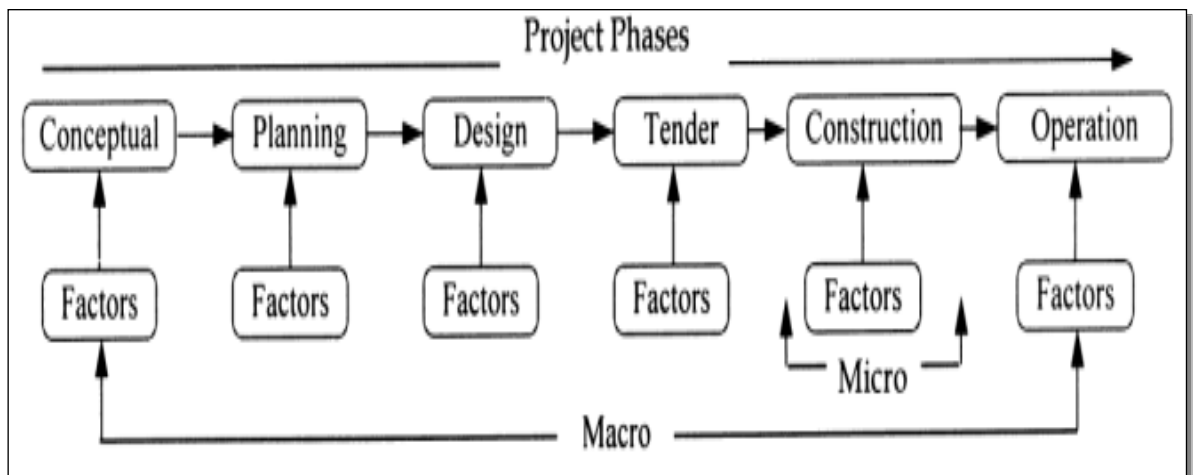 Project Phases
Conceptual Planning Design Tender Construction Operation
Factors Factors Factors Factors Factors Factors
Micro
Macro